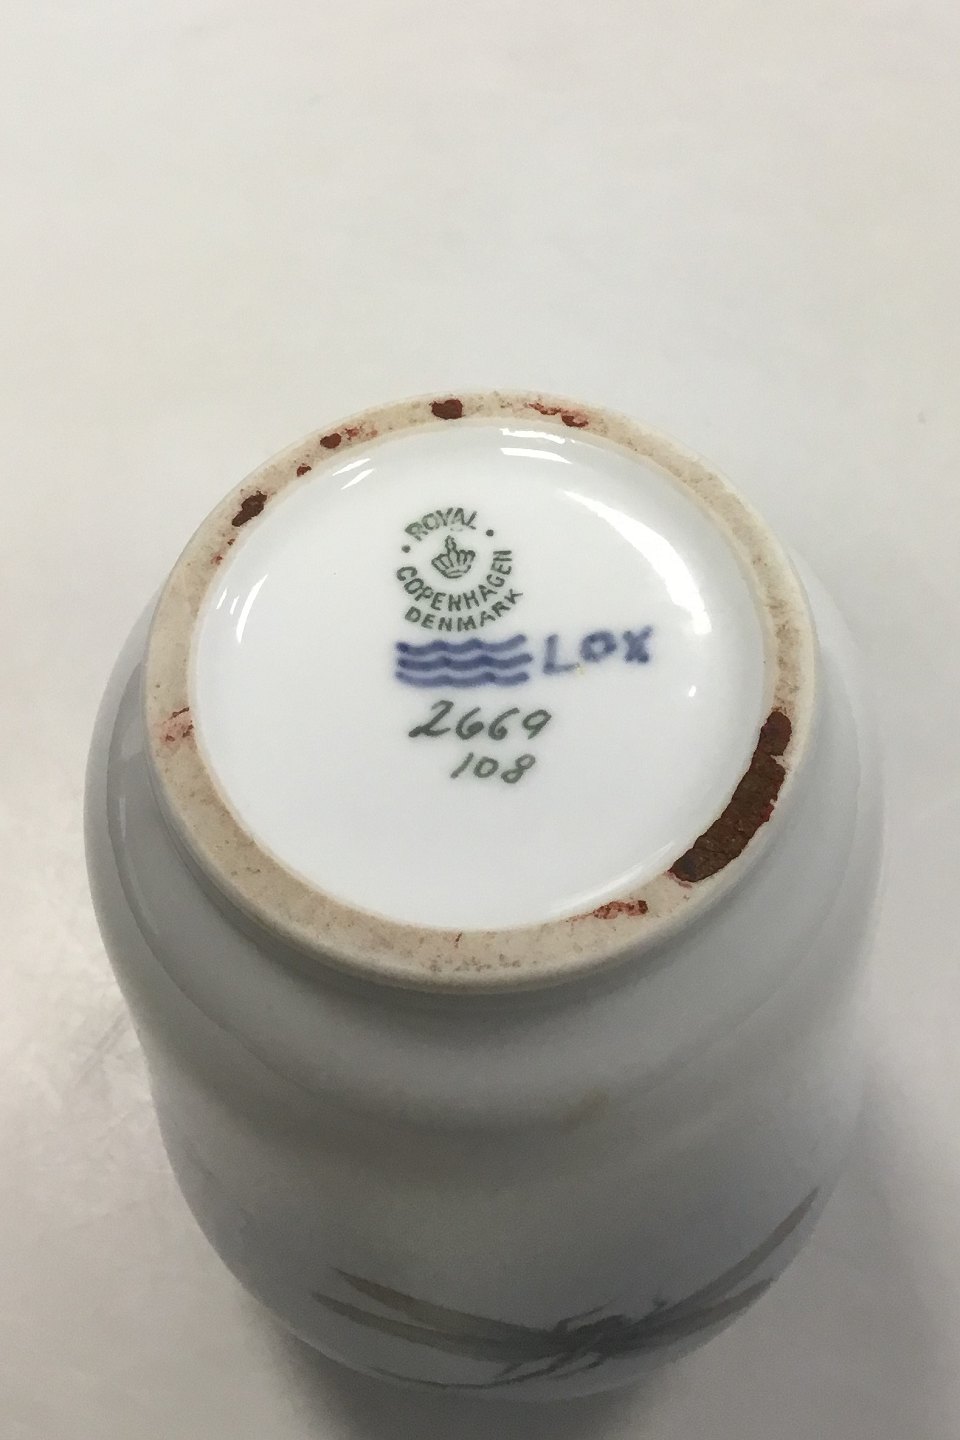 ROYAL
COPENHAGEN
DENMARK
LOX
2669
108